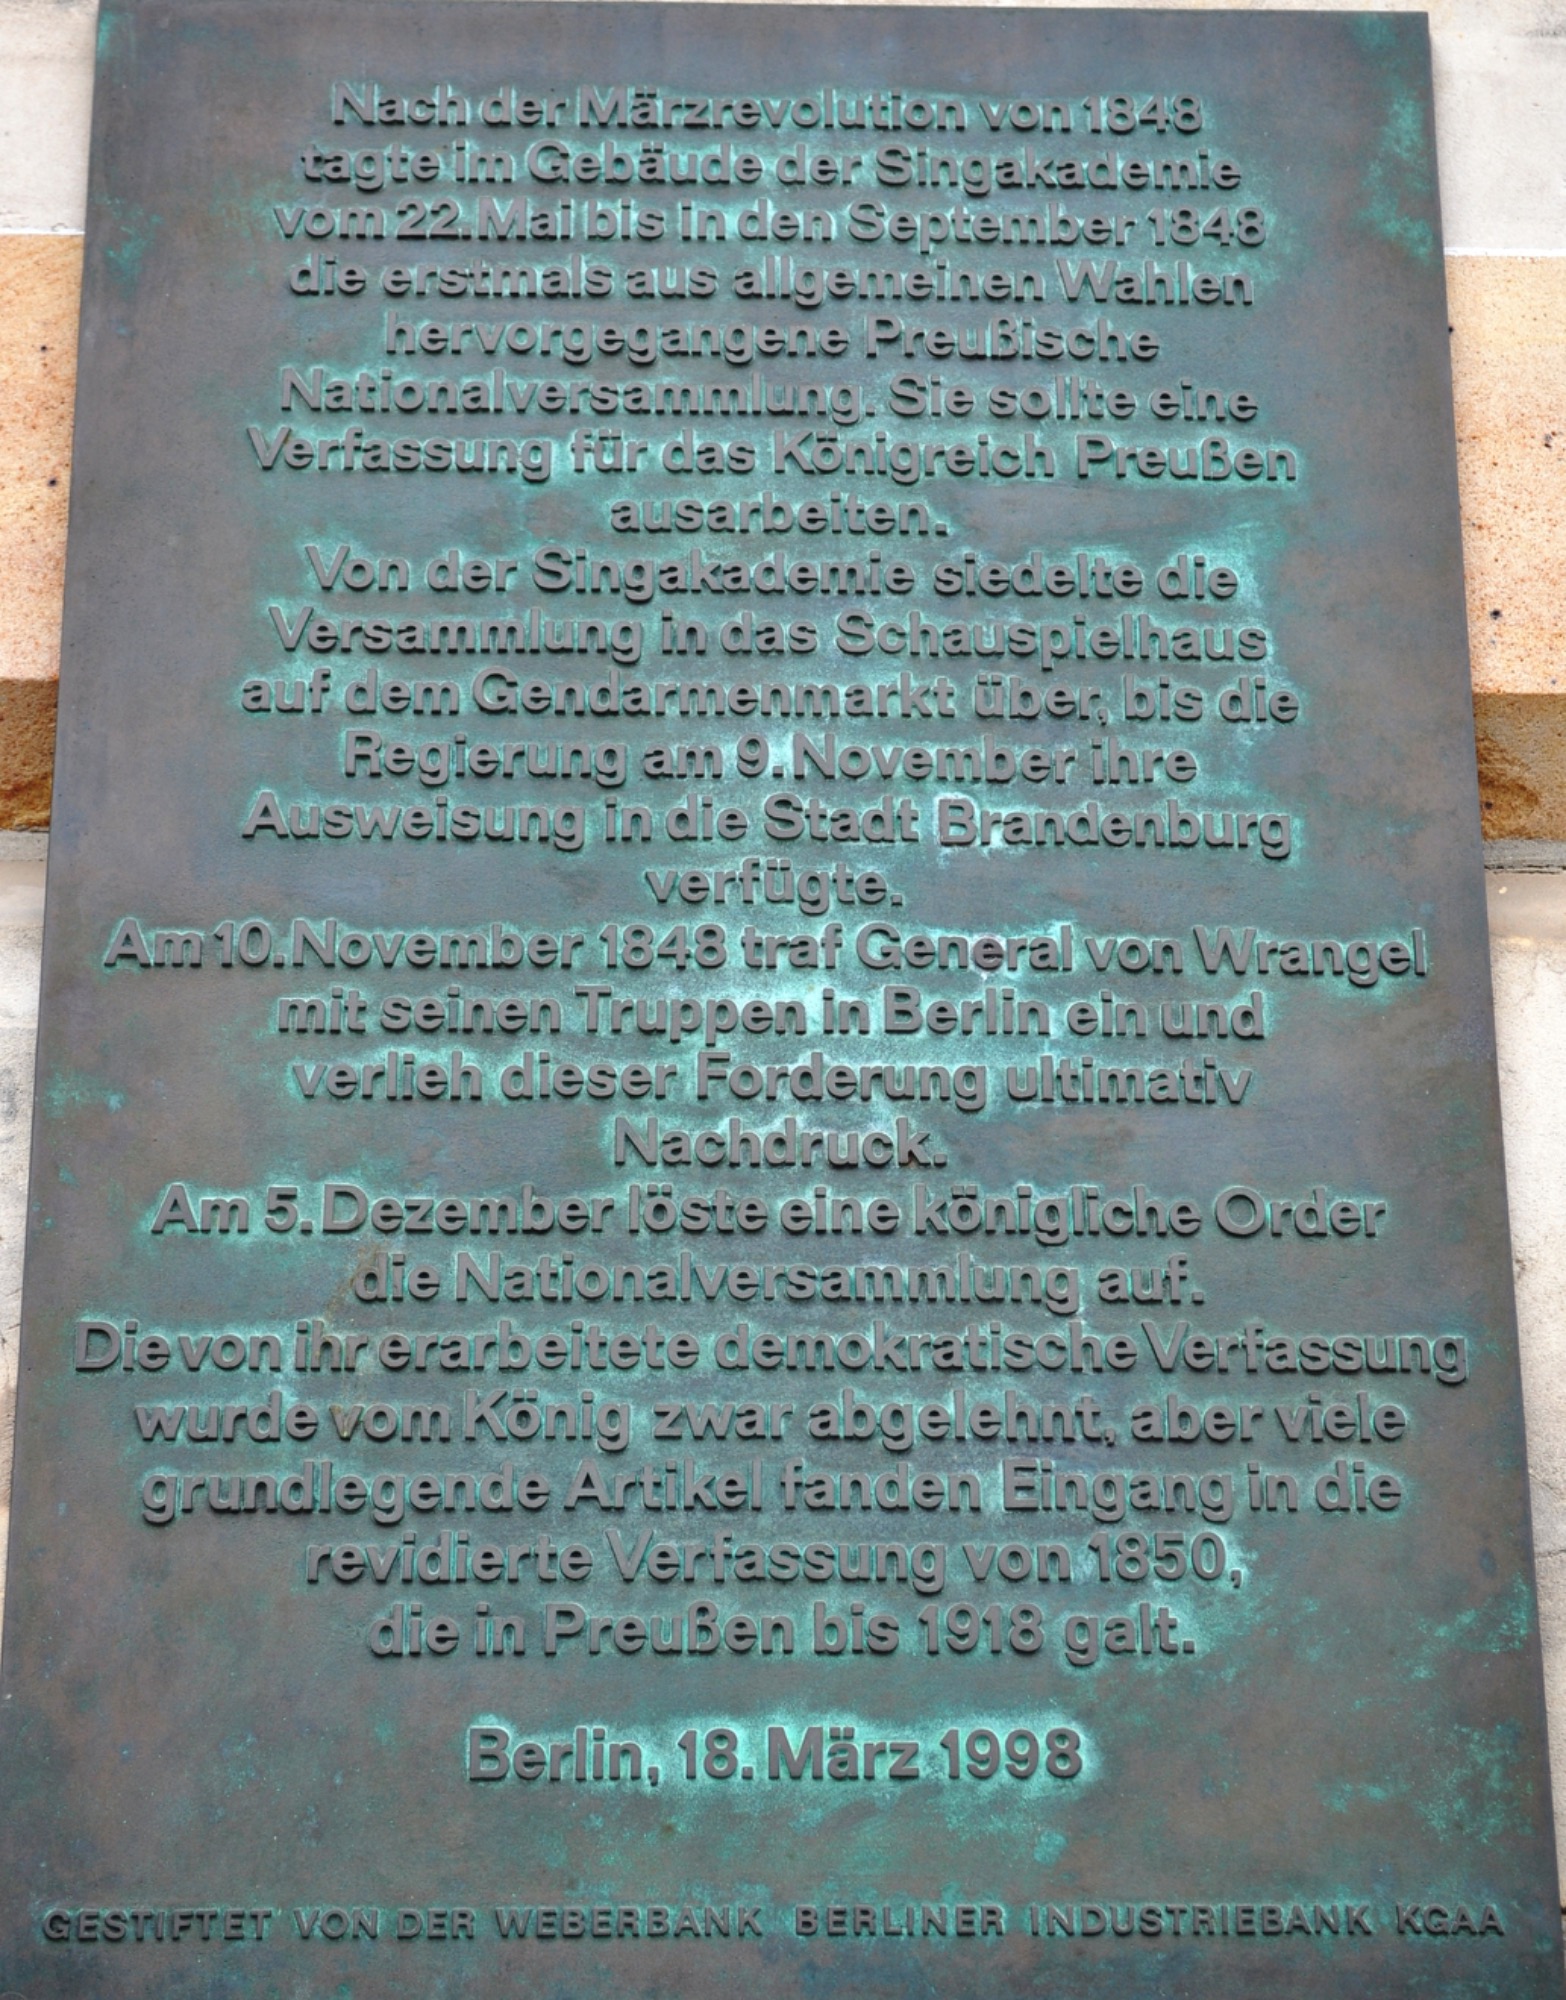 Nach der Märzrevolution von 1848
tagte im Gebäude der Singakademie
vom 22. Mai bis in den September 1848
die erstmals aus allgemeinen Wahlen
hervorgegangene Preußische
Nationalversammlung. Sie sollte eine
Verfassung für das Königreich Preußen
ausarbeiten.
Von der Singakademie siedelte die
Versammlung in das Schauspielhaus
auf dem Gendarmenmarkt über, bis die
Regierung am 9. November ihre
Ausweisung in die Stadt Brandenburg
verfügte.
Am 10. November 1848 traf General von Wrangel
mit seinen Truppen in Berlin ein und
verlieh dieser Forderung ultimativ
Nachdruck.
Am 5. Dezember löste eine königliche Order
die Nationalversammlung auf.
Die von ihr erarbeitete demokratische Verfassung
wurde vom König zwar abgelehnt, aber viele
grundlegende Artikel fanden Eingang in die
revidierte Verfassung von 1850,
die in Preußen bis 1918 galt.
Berlin, 18. März 1998
GESTIFTET VON DER WEBERBANK BERLINER INDUSTRIEBANK KGAA